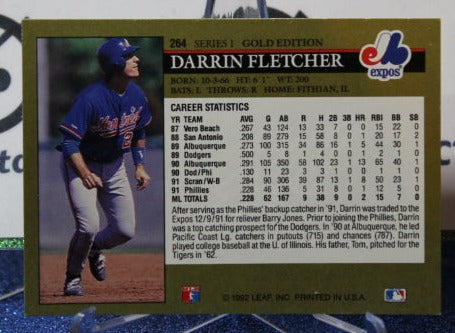 264 SERIES 1 GOLD EDITION
DARRIN FLETCHER
BORN: 10-3-66 HT: 6'1" WT: 200
BATS: L THROWS: R HOME: FITHIAN, IL
expos
CAREER STATISTICS
YR TEAM AVG G AB R H 2B 3B HR RBI BB SB
87 Vero Beach .267 43 124 13 33 7 0 0 15 22 0
88 San Antonio .208 89 279 19 58 8 0 1 20 17 2
89 Albuquerque .273 100 315 34 86 16 1 5 44 30 1
89 Dodgers .500 5 8 1 4 0 0 1 2 1 0
90 Albuquerque .291 105 350 58 102 23 1 13 65 40 1
90 Dod/Phi .130 11 23 3 3 1 0 0 1 1 0
91 Scran/W-B .284 90 306 39 87 13 1 8 50 23 1
91 Phillies .228 46 136 5 31 8 0 1 12 5 0
ML TOTALS .228 62 167 9 38 9 0 2 15 7 0
After serving as the Phillies' backup catcher in '91, Darrin was traded to the
Expos 12/9/91 for reliever Barry Jones. Prior to joining the Phillies, Darrin
was a top catching prospect for the Dodgers. In '90 at Albuquerque, he led
Pacific Coast Lg. catchers in putouts (715) and chances (787). Darrin
played college baseball at the U. of Illinois. His father, Tom, pitched for the
Tigers in '62.
© 1992 LEAF, INC. PRINTED IN U.S.A.